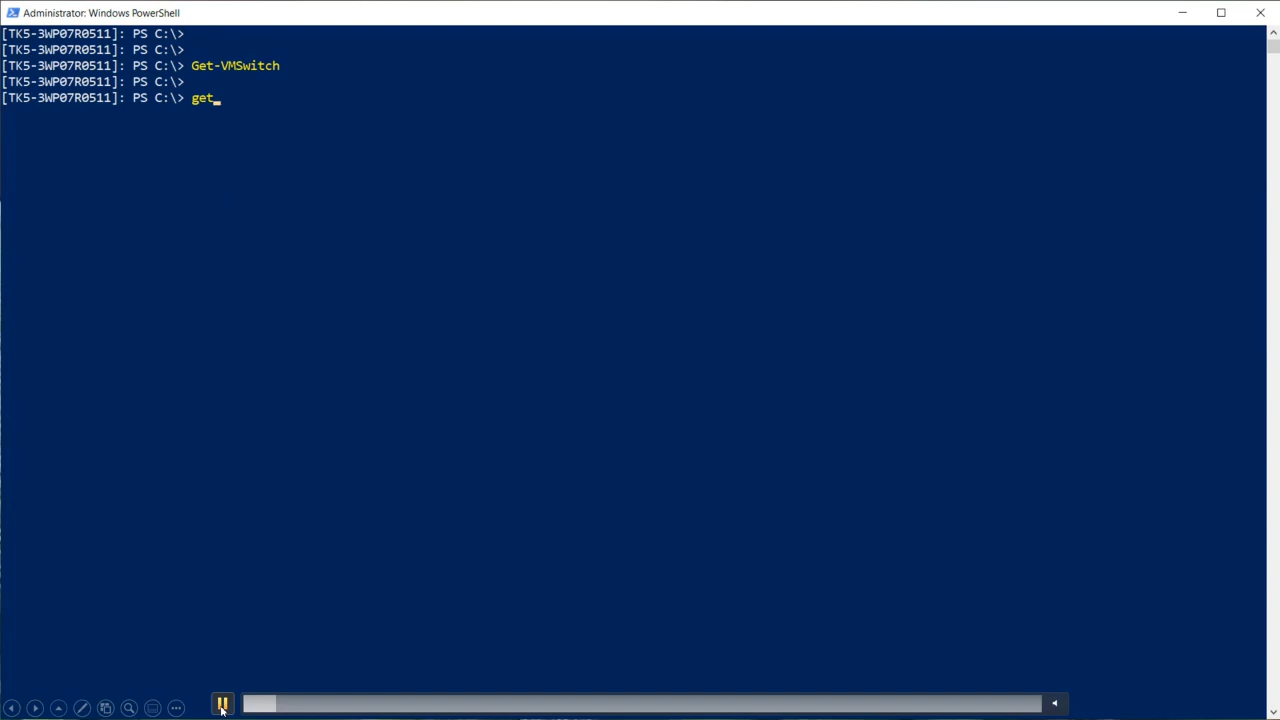 Administrator: Windows PowerShell
[TK5-3WP07R0511]: PS C:\>
[TK5-3WP07R0511]: PS C:\>
[TK5-3WP07R0511]: PS C:\> Get-VMSwitch
[TK5-3WP07R0511]: PS C:\>
[TK5-3WP07R0511]: PS C:\> get_